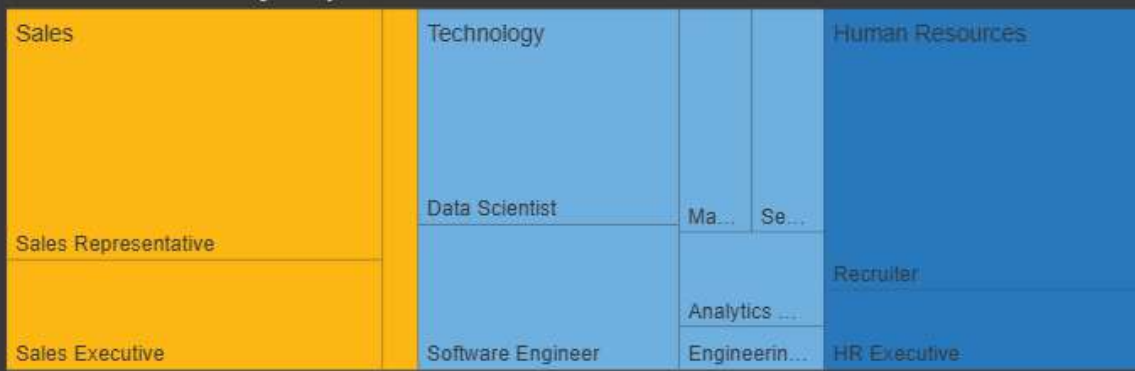 Sales
Sales Representative
Sales Executive
Technology
Data Scientist
Software Engineer
Ma...
Se...
Analytics ...
Engineerin...
Human Resources
Recruiter
HR Executive